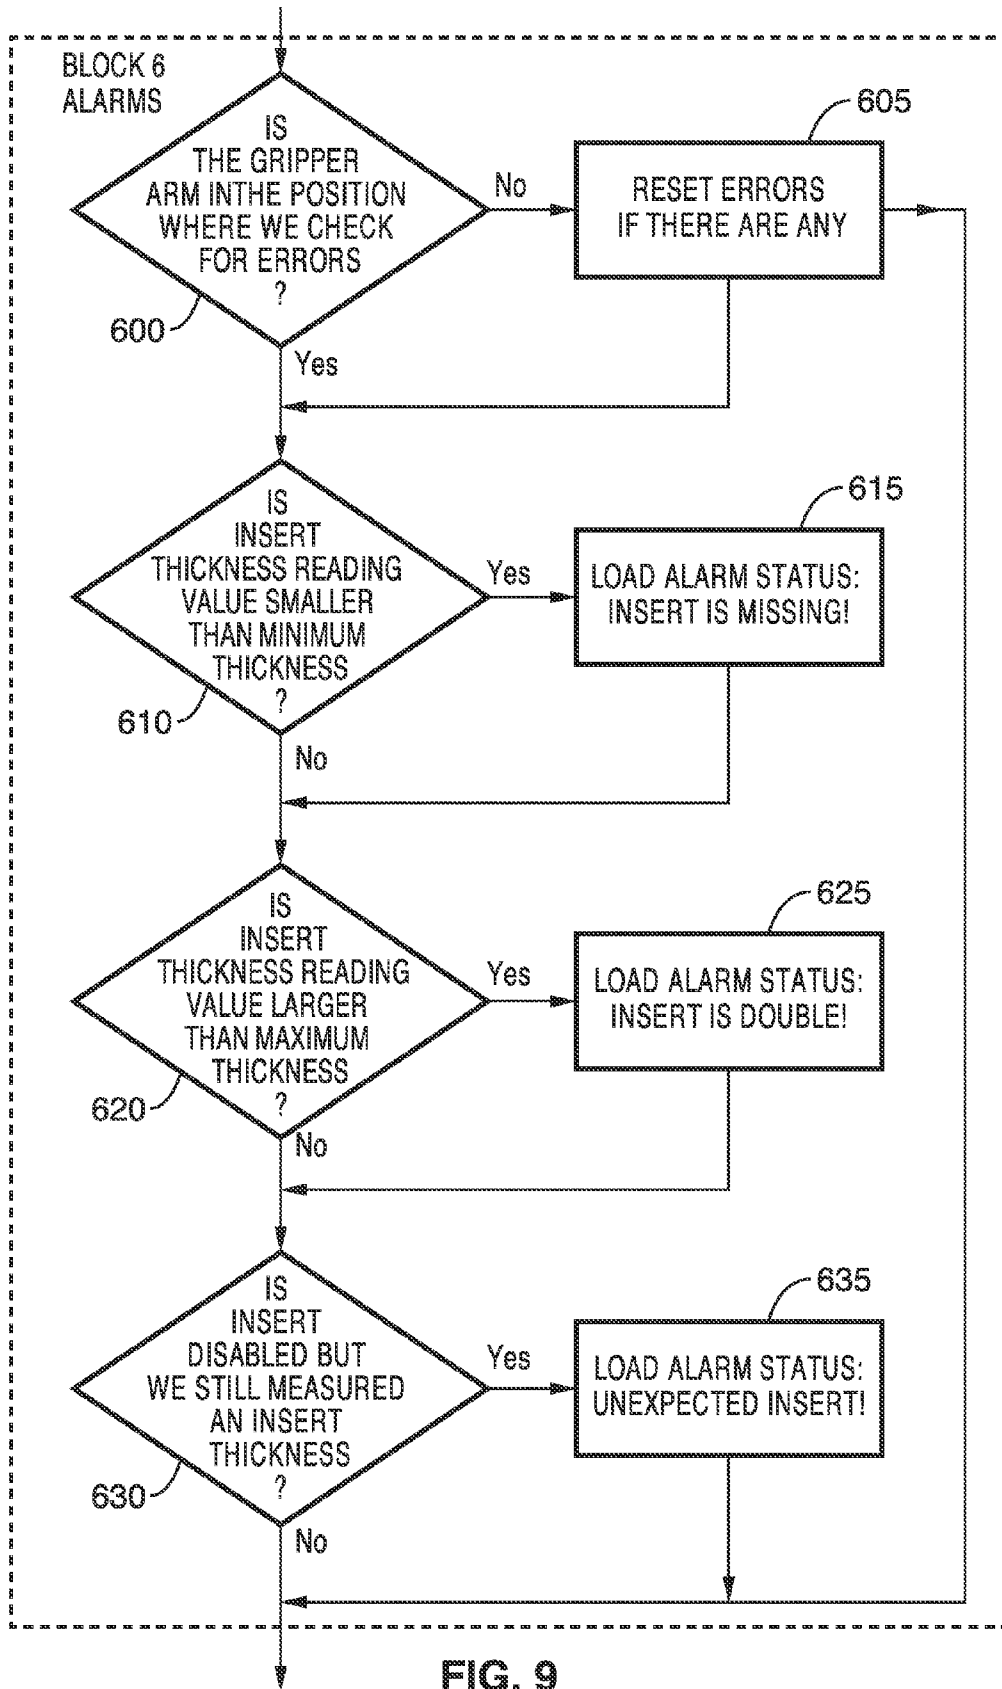 BLOCK 6
ALARMS
IS
THE GRIPPER
ARM INTHE POSITION
WHERE WE CHECK
FOR ERRORS
?
600
No
Yes
605
RESET ERRORS
IF THERE ARE ANY
IS
INSERT
THICKNESS READING
VALUE SMALLER
THAN MINIMUM
THICKNESS
?
610
Yes
No
615
LOAD ALARM STATUS:
INSERT IS MISSING!
IS
INSERT
THICKNESS READING
VALUE LARGER
THAN MAXIMUM
THICKNESS
?
620
Yes
No
625
LOAD ALARM STATUS:
INSERT IS DOUBLE!
IS
INSERT
DISABLED BUT
WE STILL MEASURED
AN INSERT
THICKNESS
?
630
Yes
No
635
LOAD ALARM STATUS:
UNEXPECTED INSERT!
FIG. 9